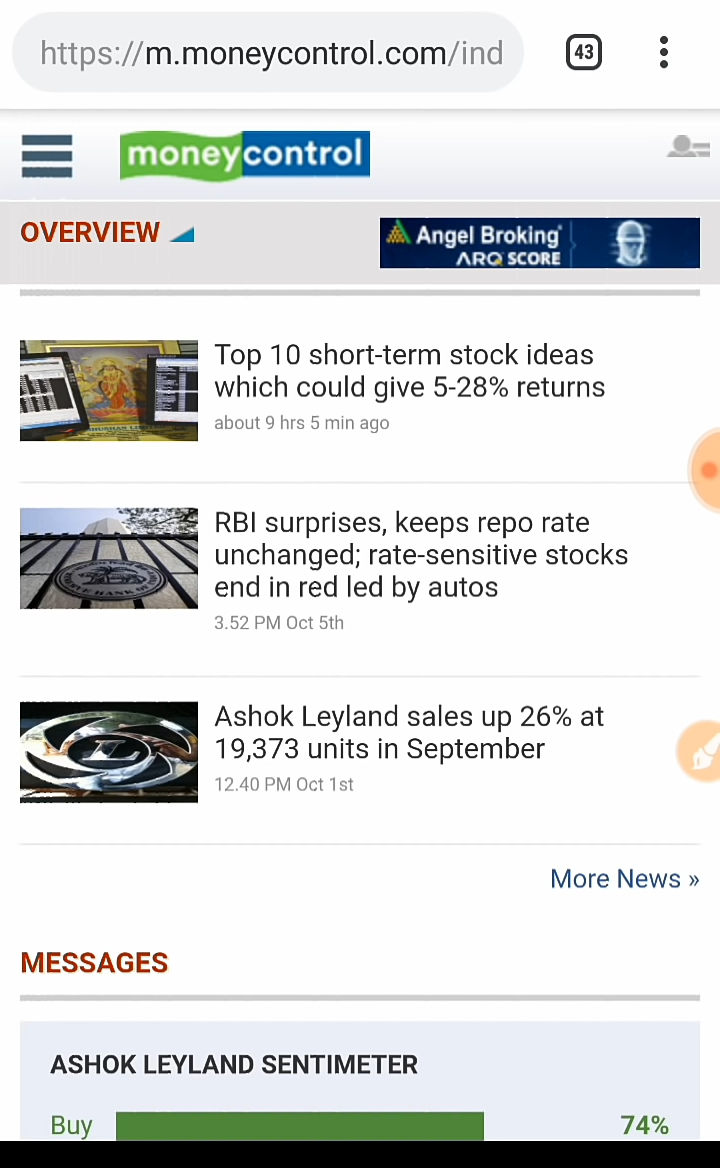 https://m.moneycontrol.com/ind
43
moneycontrol
OVERVIEW
Angel Broking
ARQ SCORE
Top 10 short-term stock ideas
which could give 5-28% returns
about 9 hrs 5 min ago
RBI surprises, keeps repo rate
unchanged; rate-sensitive stocks
end in red led by autos
3.52 PM Oct 5th
Ashok Leyland sales up 26% at
19,373 units in September
12.40 PM Oct 1st
More News »
MESSAGES
ASHOK LEYLAND SENTIMETER
Buy 74%